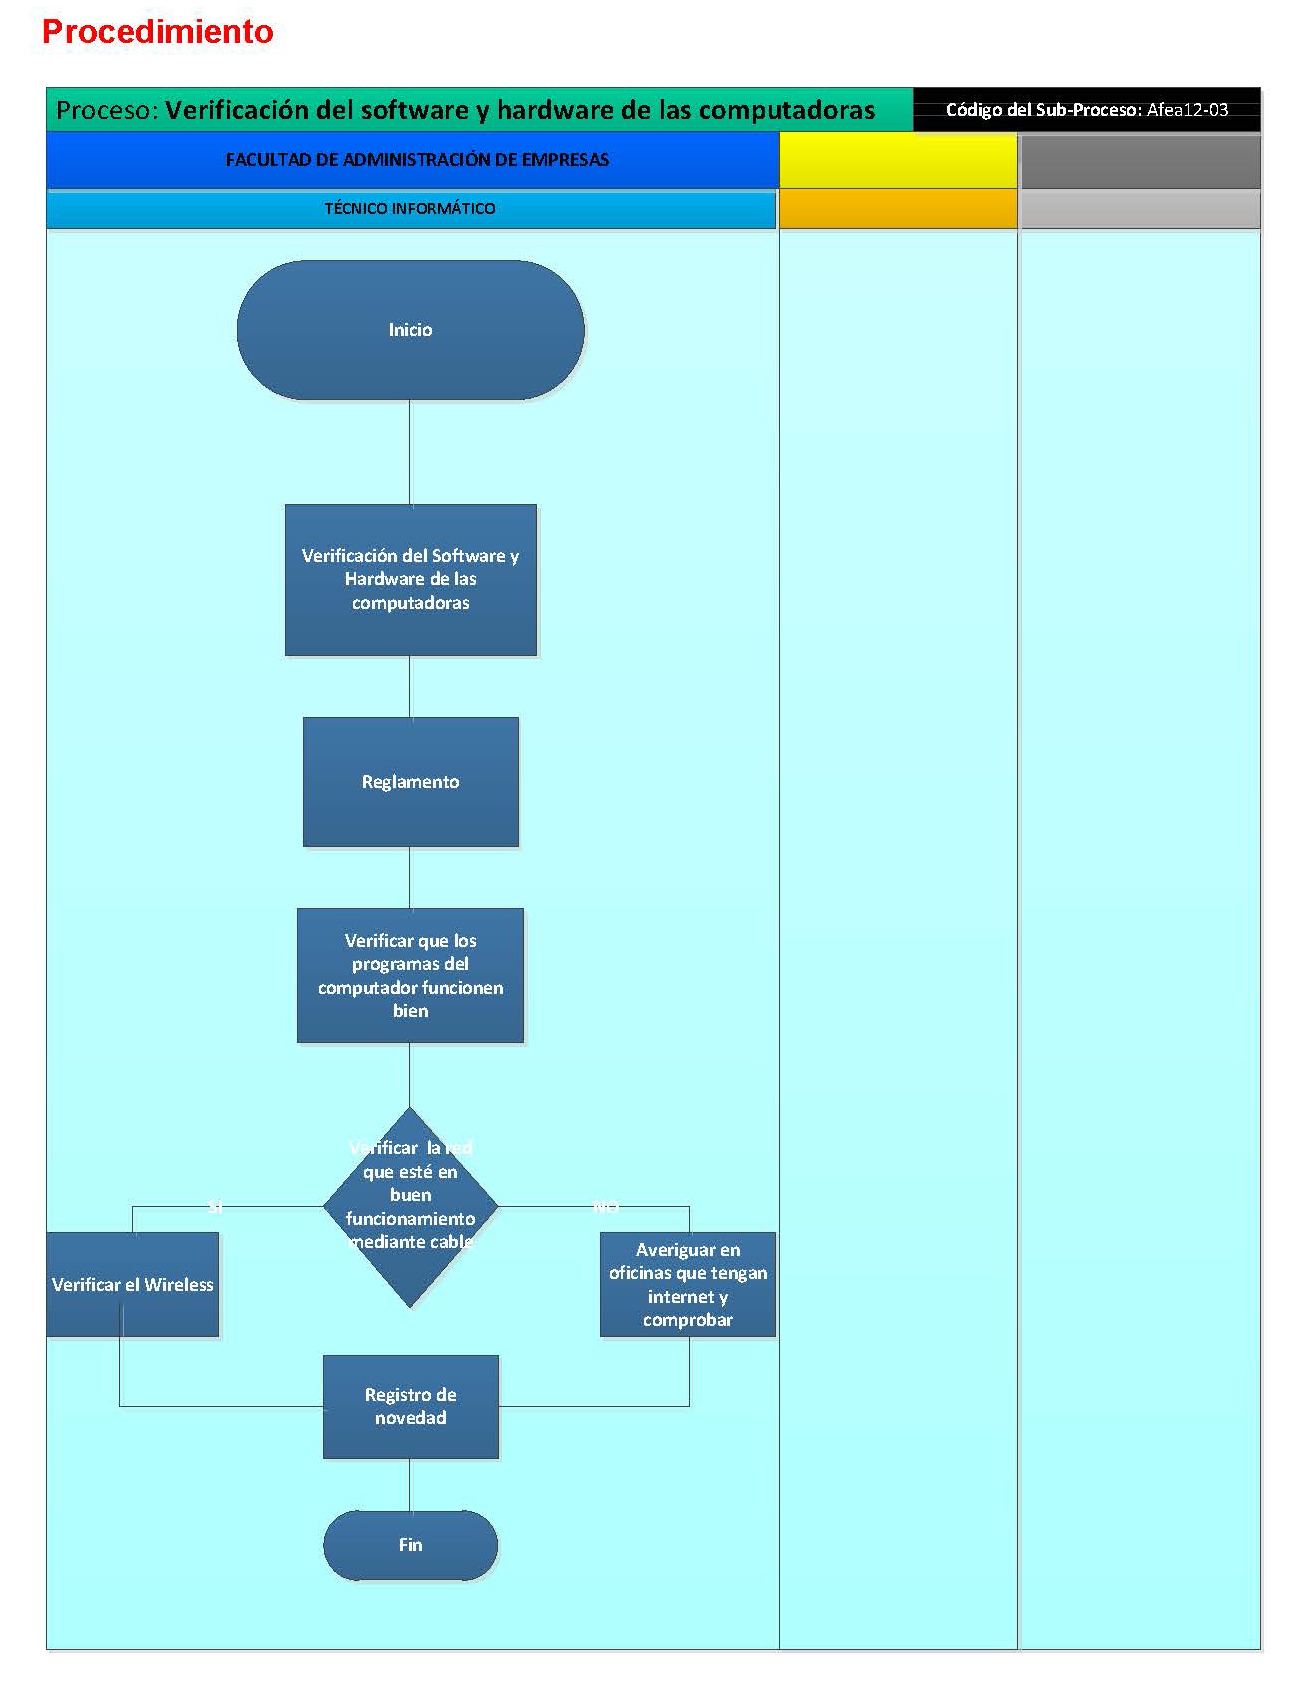 Procedimiento
Proceso: Verificación del software y hardware de las computadoras
Código del Sub-Proceso: Afea12-03
FACULTAD DE ADMINISTRACIÓN DE EMPRESAS
TÉCNICO INFORMÁTICO
Inicio
Verificación del Software y
Hardware de las
computadoras
Reglamento
Verificar que los
programas del
computador funcionen
bien
Verificar la red
que esté en
buen
funcionamiento
mediante cable
SI
NO
Verificar el Wireless
Averiguar en
oficinas que tengan
internet y
comprobar
Registro de
novedad
Fin